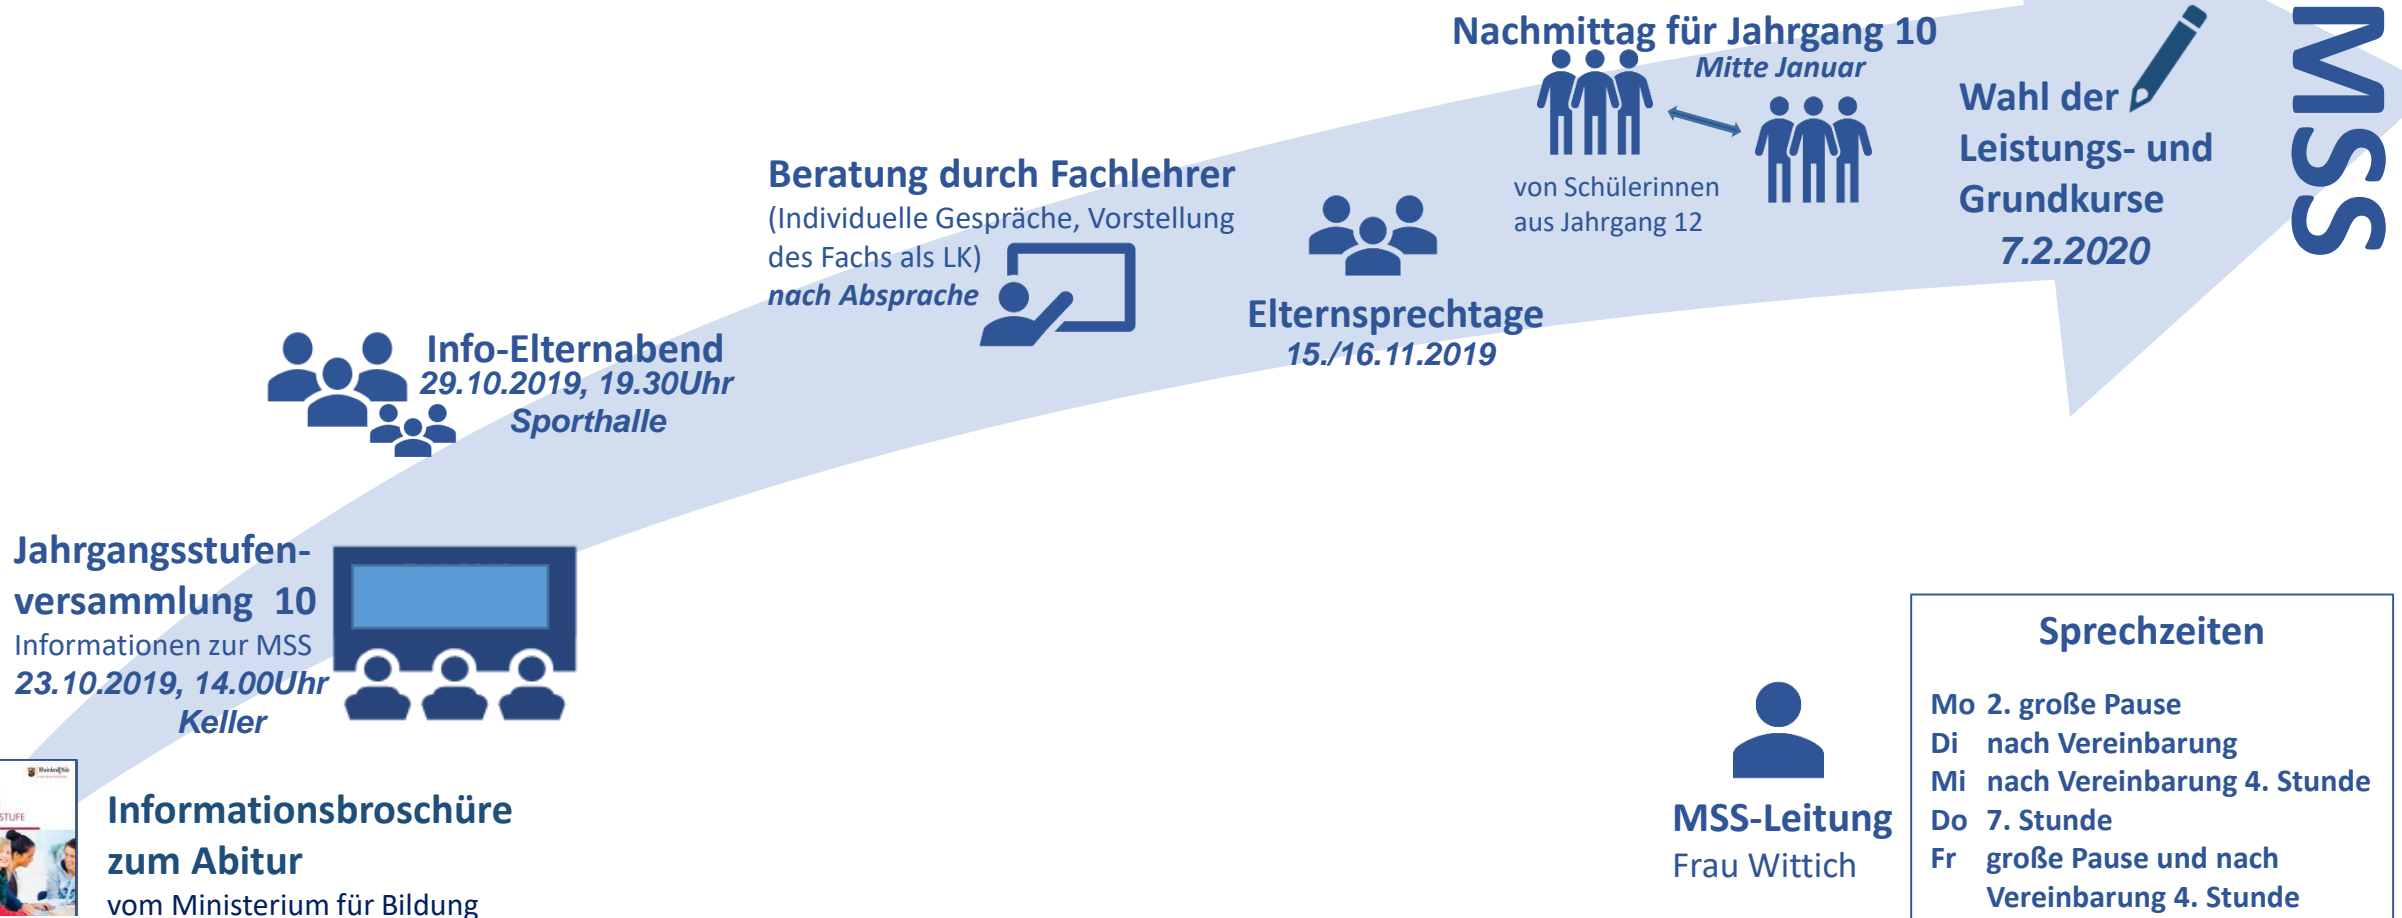 Nachmittag für Jahrgang 10
Mitte Januar
von Schülerinnen
aus Jahrgang 12
Wahl der
Leistungs- und
Grundkurse
7.2.2020
MSS
Beratung durch Fachlehrer
(Individuelle Gespräche, Vorstellung
des Fachs als LK)
nach Absprache
Elternsprechtage
15./16.11.2019
Info-Elternabend
29.10.2019, 19.30Uhr
Sporthalle
Jahrgangsstufen-
versammlung 10
Informationen zur MSS
23.10.2019, 14.00Uhr
Keller
RheinlandPfalz
STUFE
Informationsbroschüre
zum Abitur
vom Ministerium für Bildung
MSS-Leitung
Frau Wittich
Sprechzeiten
Mo 2. große Pause
Di nach Vereinbarung
Mi nach Vereinbarung 4. Stunde
Do 7. Stunde
Fr große Pause und nach
Vereinbarung 4. Stunde